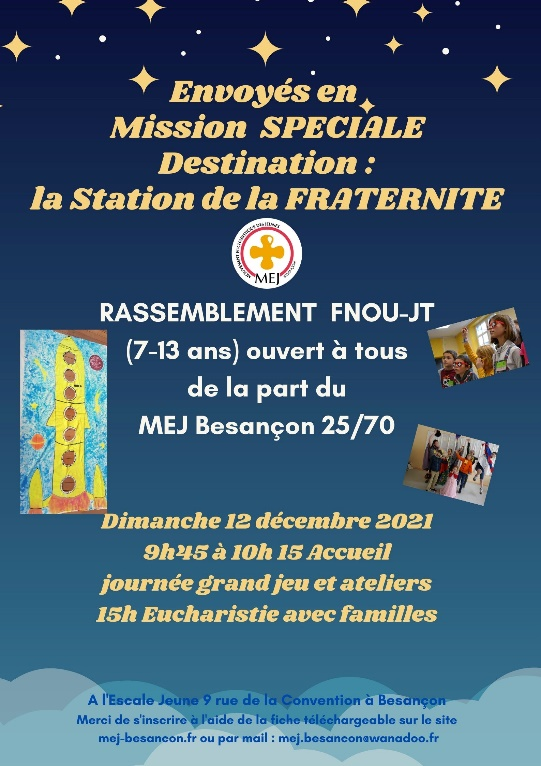 Envoyés en
Mission SPECIALE
Destination :
la Station de la FRATERNITE
MEJ
RASSEMBLEMENT FNOU-JT
(7-13 ans) ouvert à tous
de la part du
MEJ Besançon 25/70
Dimanche 12 décembre 2021
9h45 à 10h 15 Accueil
journée grand jeu et ateliers
15h Eucharistie avec familles
A l'Escale Jeune 9 rue de la Convention à Besançon
Merci de s'inscrire à l'aide de la fiche téléchargeable sur le site
mej-besancon.fr ou par mail : mej.besancon@wanadoo.fr